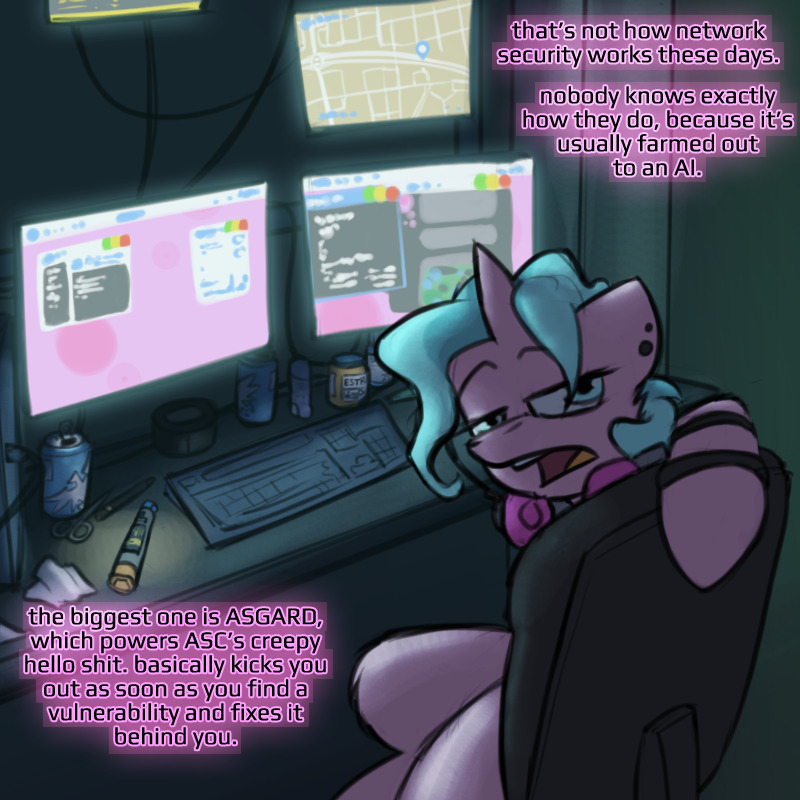 that's not how network
security works these days.
nobody knows exactly
how they do, because it's
usually farmed out
to an AI.
the biggest one is ASGARD,
which powers ASC's creepy
hello shit. basically kicks you
out as soon as you find a
vulnerability and fixes it
behind you.